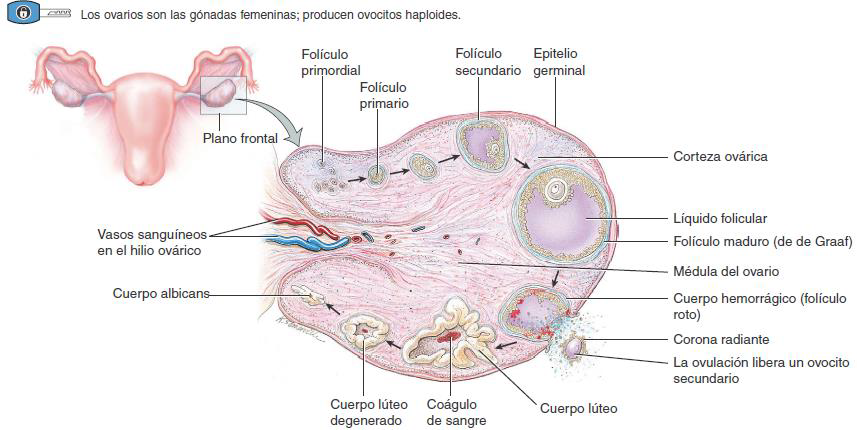 Los ovarios son las gónadas femeninas; producen ovocitos haploides.
Folículo
primordial
Folículo
primario
Folículo
secundario
Epitelio
germinal
Plano frontal
Corteza ovárica
Líquido folicular
Folículo maduro (de de Graaf)
Médula del ovario
Cuerpo hemorrágico (folículo
roto)
Corona radiante
La ovulación libera un ovocito
secundario
Vasos sanguíneos
en el hilio ovárico
Cuerpo albicans
Cuerpo lúteo
degenerado
Coágulo
de sangre
Cuerpo lúteo